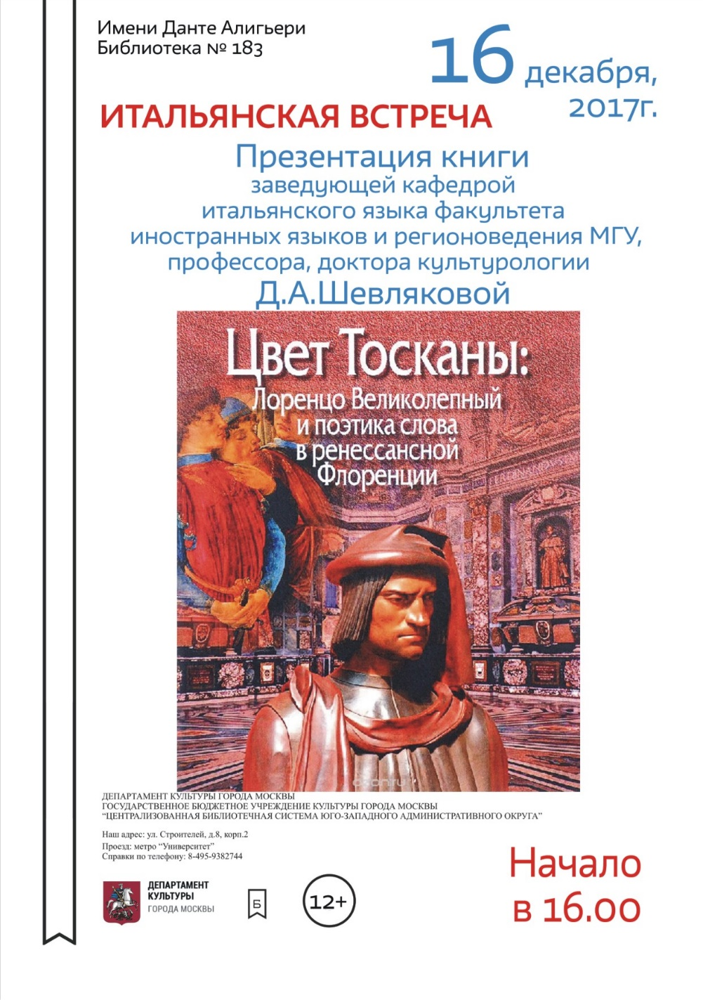 Имени Данте Алигьери
Библиотека № 183
16 декабря,
2017г.
ИТАЛЬЯНСКАЯ ВСТРЕЧА
Презентация книги
заведующей кафедрой
итальянского языка факультета
иностранных языков и регионоведения МГУ,
профессора, доктора культурологии
Д.А.Шевляковой
Цвет Тосканы:
Лоренцо Великолепный
и поэтика слова
в ренессансной
Флоренции
ozon.ru
ДЕПАРТАМЕНТ КУЛЬТУРЫ ГОРОДА МОСКВЫ
ГОСУДАРСТВЕННОЕ БЮДЖЕТНОЕ УЧРЕЖДЕНИЕ КУЛЬТУРЫ ГОРОДА МОСКВЫ
“ЦЕНТРАЛИЗОВАННАЯ БИБЛИОТЕЧНАЯ СИСТЕМА ЮГО-ЗАПАДНОГО АДМИНИСТРАТИВНОГО ОКРУГА”
Наш адрес: ул. Строителей, д.8, корп.2
Проезд: метро “Университет”
Справки по телефону: 8-495-9382744
ДЕПАРТАМЕНТ
КУЛЬТУРЫ
ГОРОДА МОСКВЫ
Б
12+
Начало
в 16.00